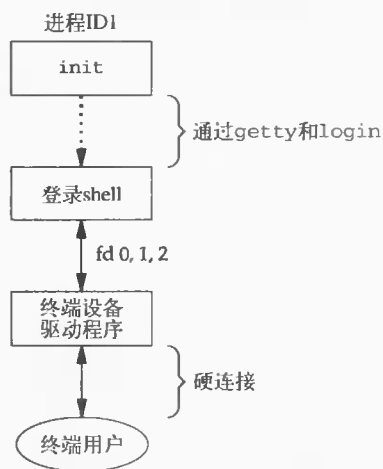 进程ID1
init
通过getty和login
登录shell
fd 0, 1, 2
终端设备
驱动程序
硬连接
终端用户